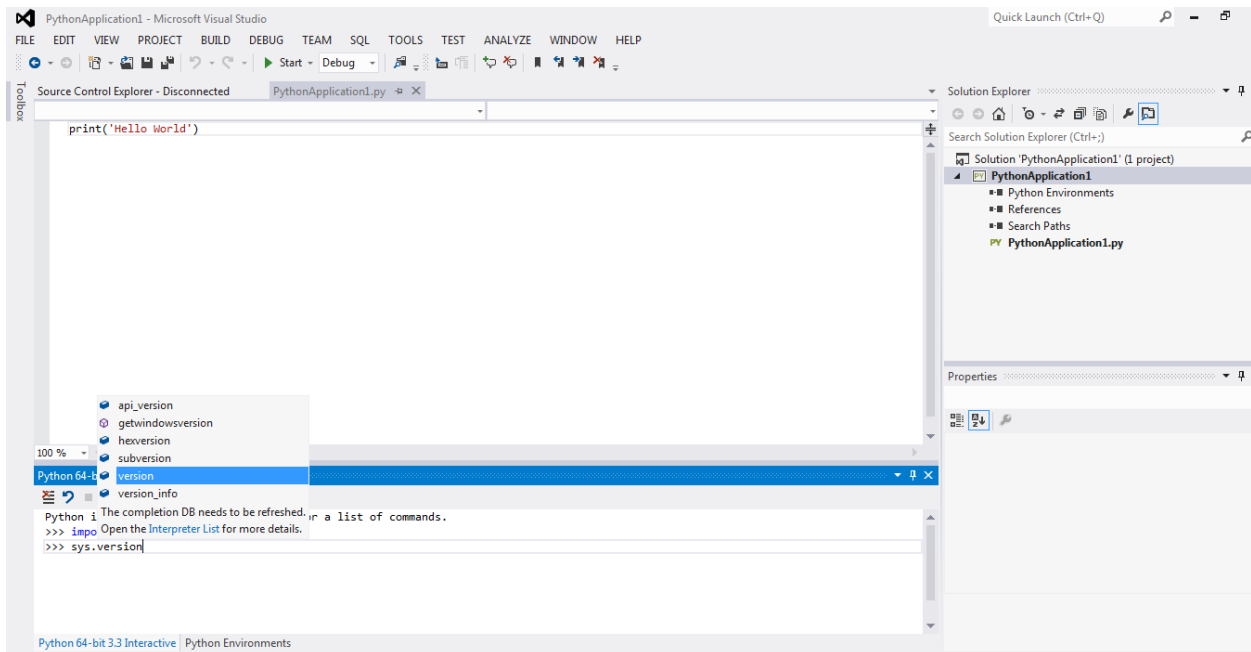 PythonApplication1 - Microsoft Visual Studio
Quick Launch (Ctrl+Q)
FILE EDIT VIEW PROJECT BUILD DEBUG TEAM SQL TOOLS TEST ANALYZE WINDOW HELP
Start Debug
Toolbox
Source Control Explorer - Disconnected PythonApplication1.py
print('Hello World')
Solution Explorer
Search Solution Explorer (Ctrl+;)
Solution 'PythonApplication1' (1 project)
PY PythonApplication1
Python Environments
References
Search Paths
PY PythonApplication1.py
Properties
api_version
getwindowsversion
hexversion
subversion
version
version_info
The completion DB needs to be refreshed.
Open the Interpreter List for more details.
100 %
Python 64-b
Python i r a list of commands.
>>> impo
>>> sys.version
Python 64-bit 3.3 Interactive Python Environments